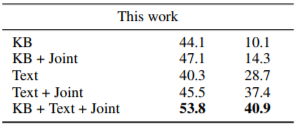 This work
KB 44.1 10.1
KB + Joint 47.1 14.3
Text 40.3 28.7
Text + Joint 45.5 37.4
KB + Text + Joint 53.8 40.9